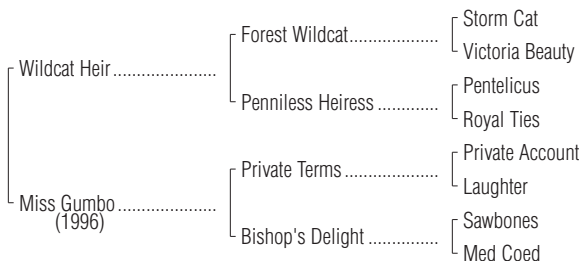 Storm Cat
Forest Wildcat....................
Victoria Beauty
Wildcat Heir.......................
Pentelicus
Penniless Heiress .............
Royal Ties
Private Account
Private Terms ....................
Laughter
Miss Gumbo......................
(1996)
Sawbones
Bishop's Delight ...............
Med Coed